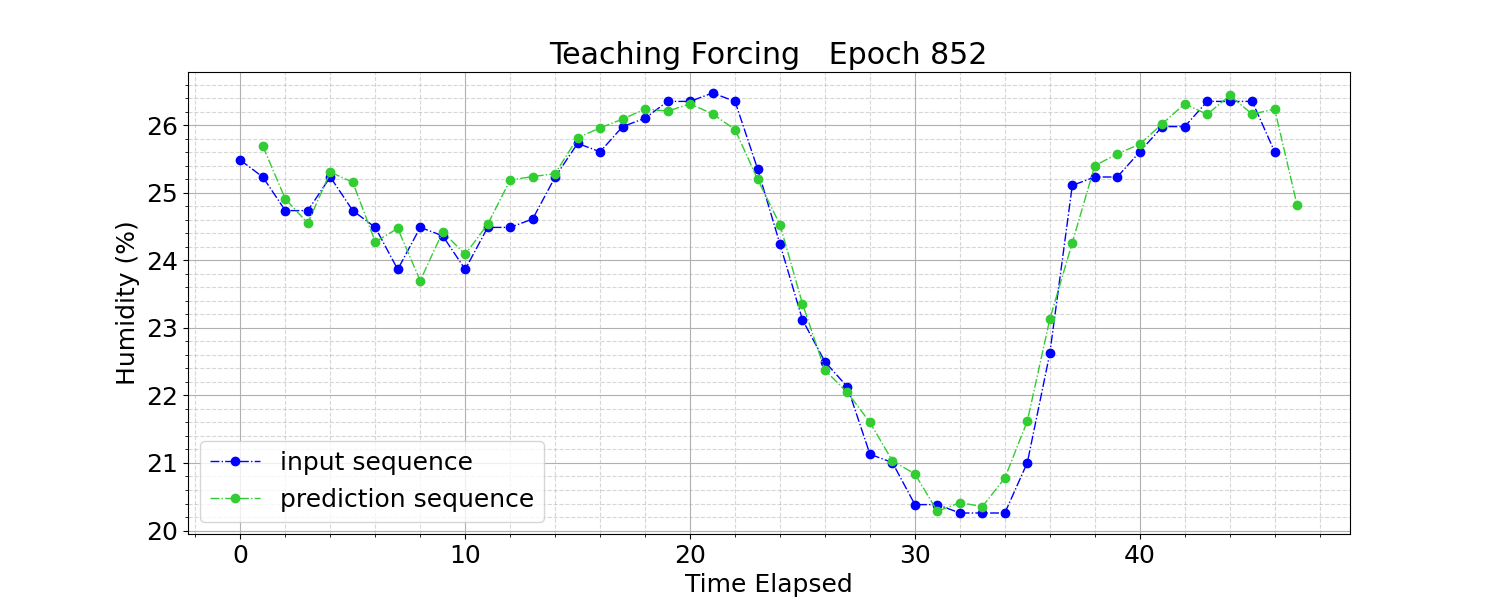 Teaching Forcing   Epoch 852
Humidity (%)
26
25
24
23
22
21
20
input sequence
prediction sequence
0 10 20 30 40
Time Elapsed